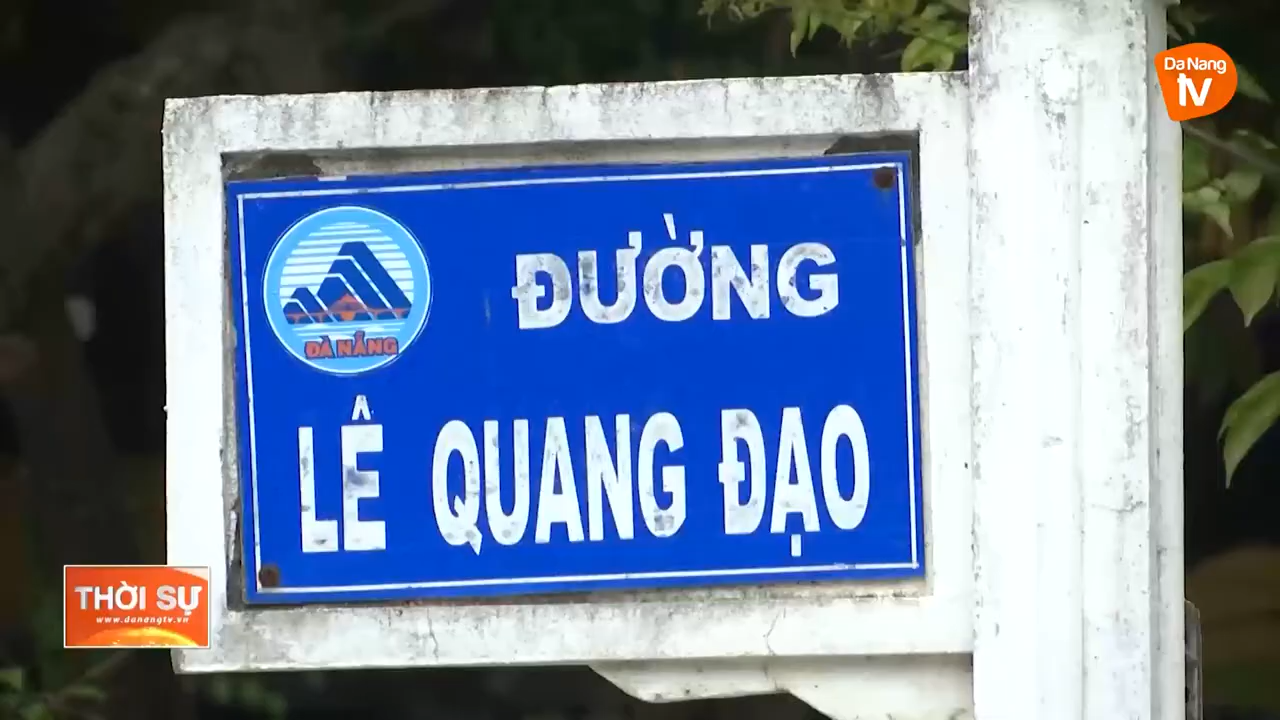 Da Nang
tv
ĐƯỜNG
ĐÀ NẴNG
LÊ QUANG ĐẠO
THỜI SỰ
www.danangtv.vn